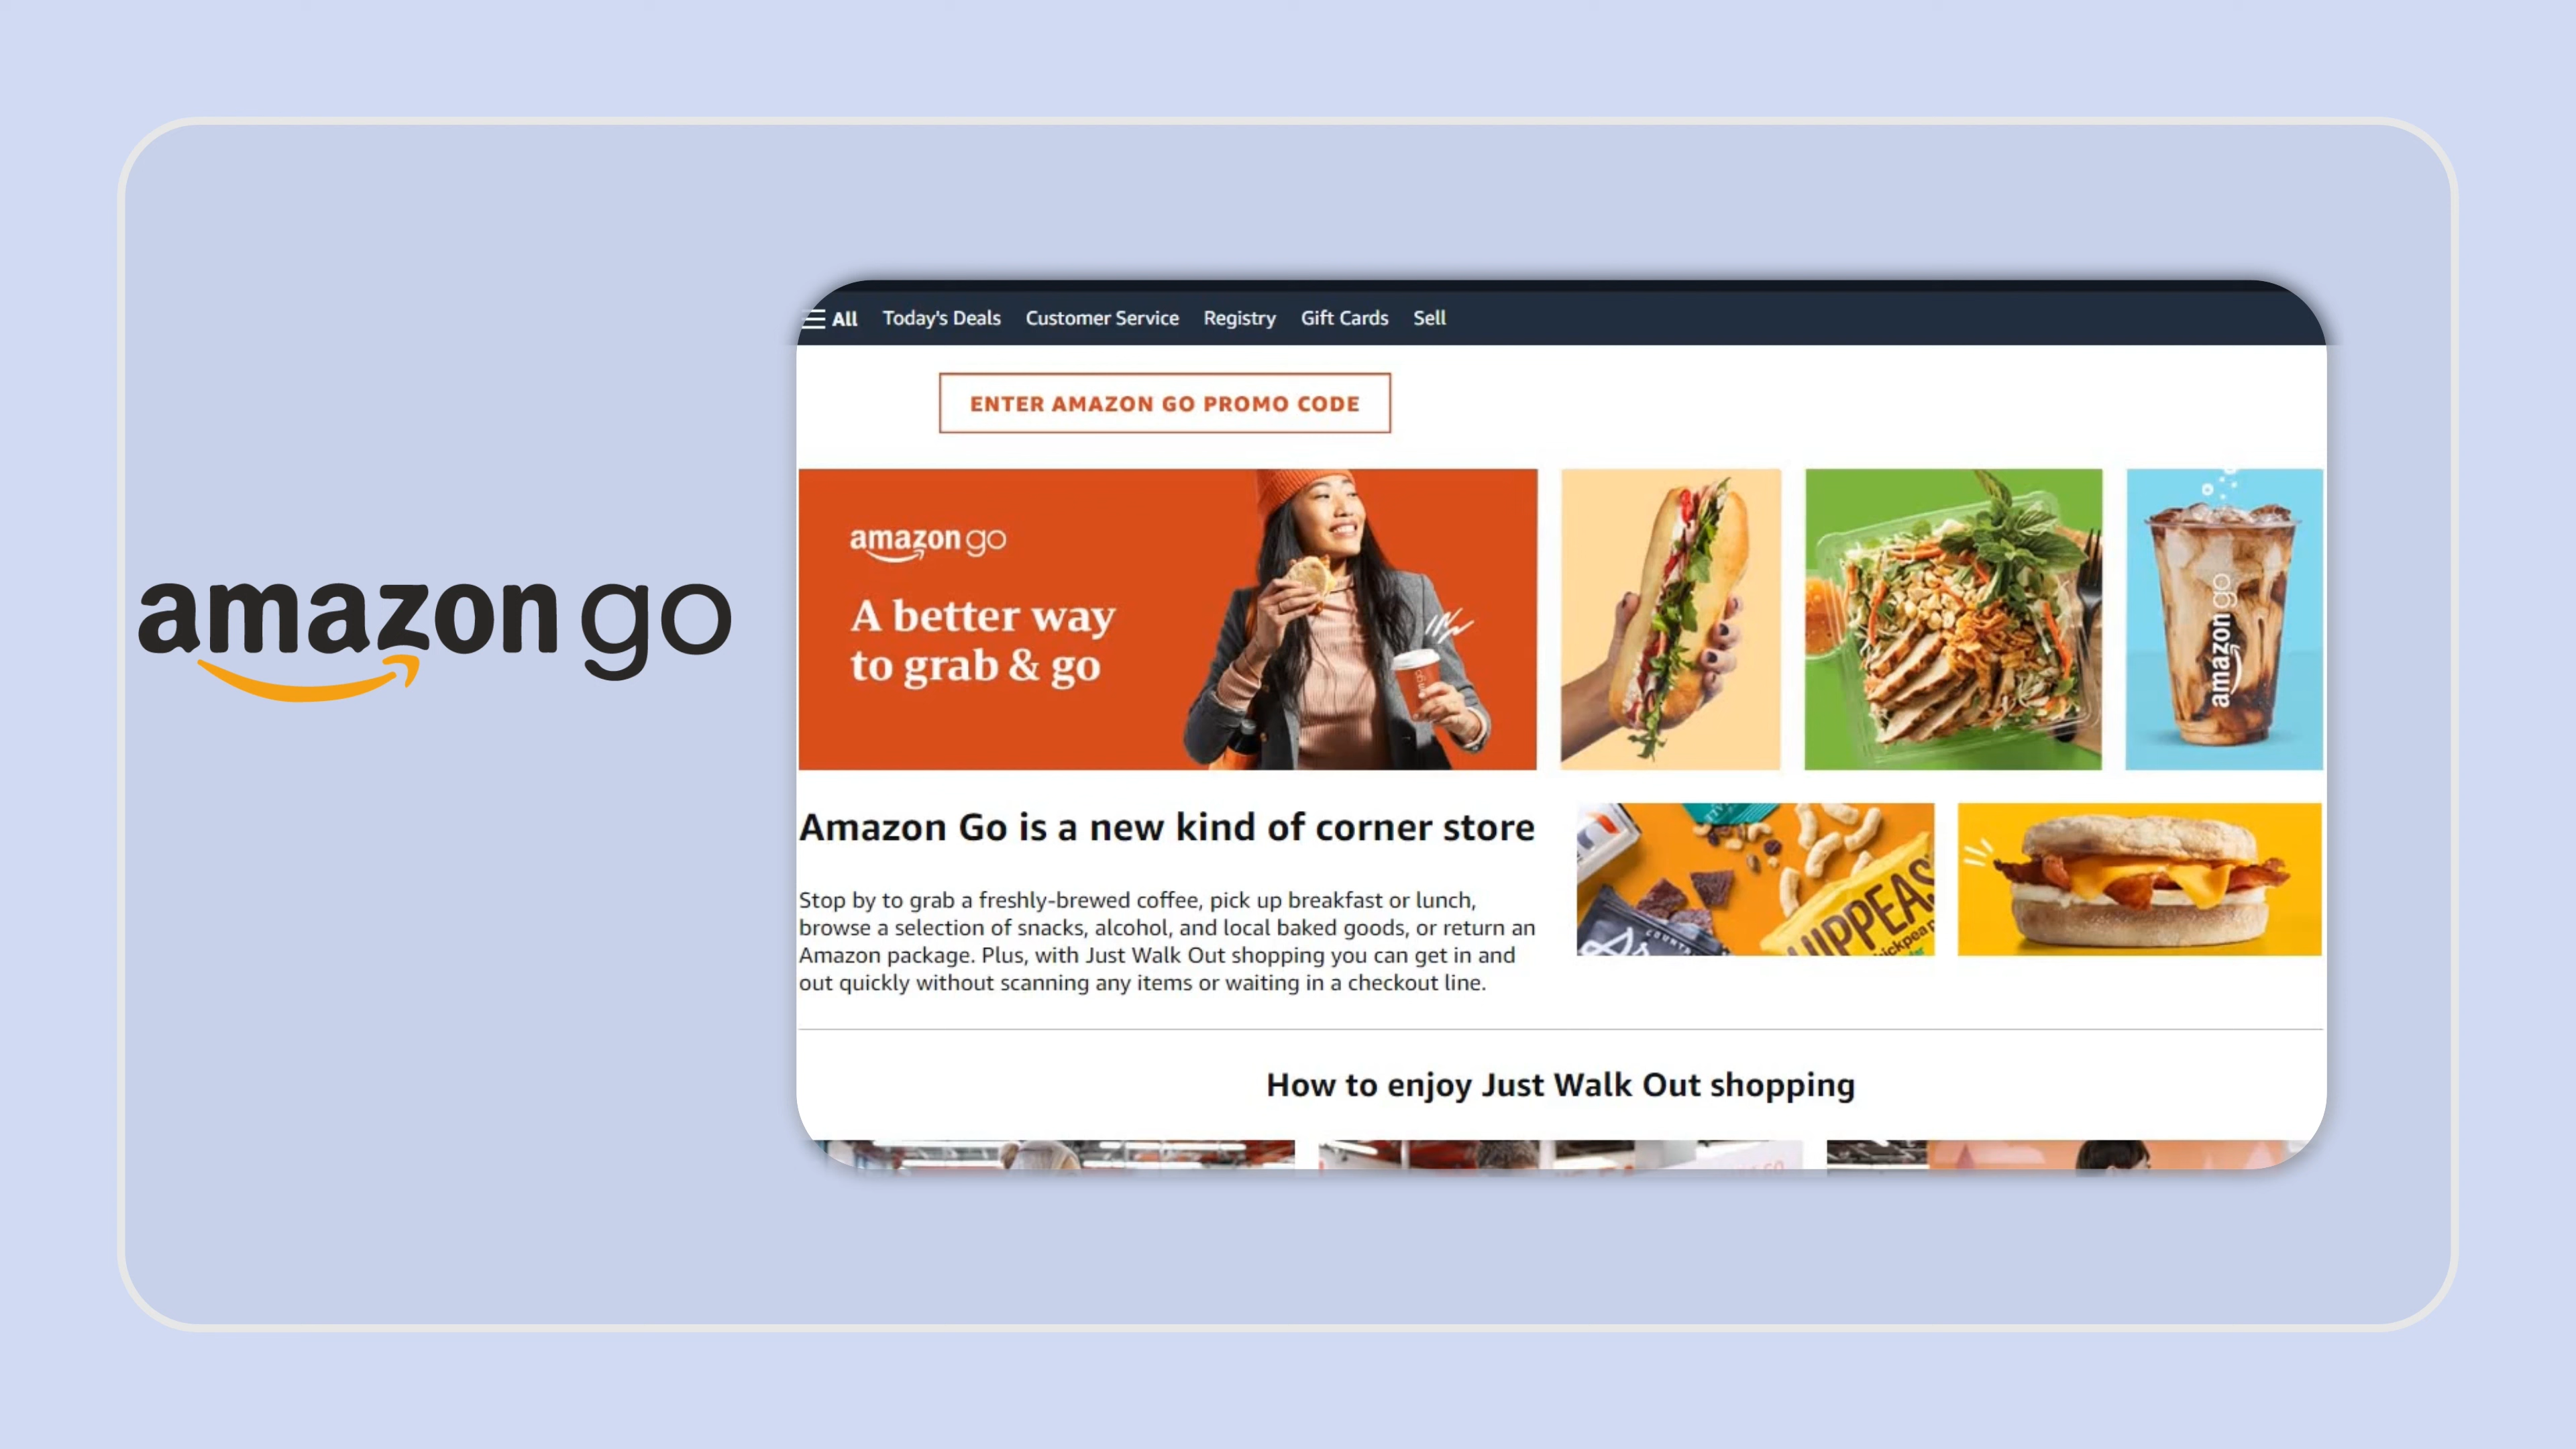 amazon go
All Today's Deals Customer Service Registry Gift Cards Sell
ENTER AMAZON GO PROMO CODE
amazon go
A better way
to grab & go
amazon go
Amazon Go is a new kind of corner store
Stop by to grab a freshly-brewed coffee, pick up breakfast or lunch,
browse a selection of snacks, alcohol, and local baked goods, or return an
Amazon package. Plus, with Just Walk Out shopping you can get in and
out quickly without scanning any items or waiting in a checkout line.
How to enjoy Just Walk Out shopping